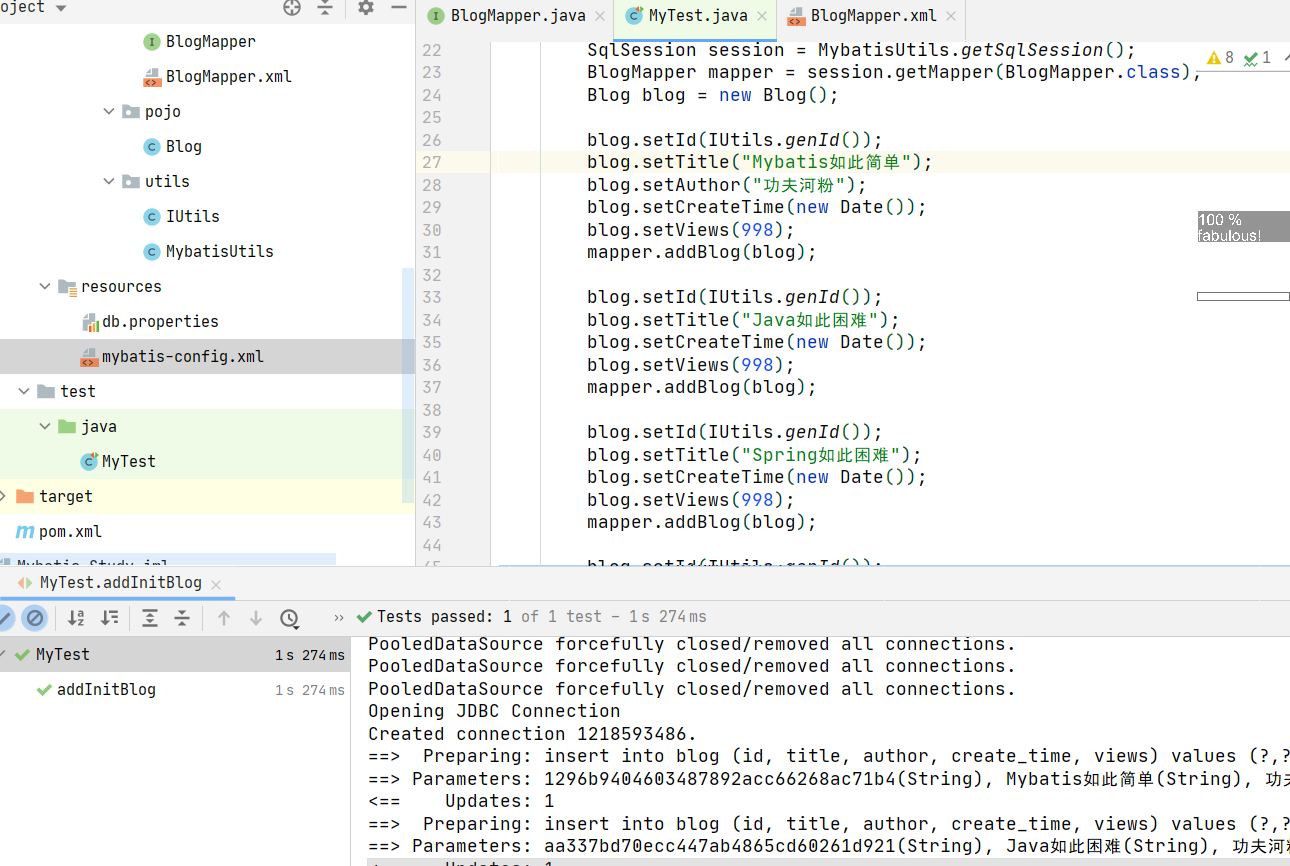 oject
BlogMapper
BlogMapper.xml
pojo
Blog
utils
IUtils
MybatisUtils
resources
db.properties
mybatis-config.xml
test
java
MyTest
target
pom.xml
Mybatis-Study.iml
BlogMapper.java
MyTest.java
BlogMapper.xml
8 1
22 SqlSession session = MybatisUtils.getSqlSession();
23 BlogMapper mapper = session.getMapper(BlogMapper.class);
24 Blog blog = new Blog();
25
26 blog.setId(IUtils.genId());
27 blog.setTitle("Mybatis如此简单");
28 blog.setAuthor("功夫河粉");
29 blog.setCreateTime(new Date());
30 blog.setViews(998);
31 mapper.addBlog(blog);
32
33 blog.setId(IUtils.genId());
34 blog.setTitle("Java如此困难");
35 blog.setCreateTime(new Date());
36 blog.setViews(998);
37 mapper.addBlog(blog);
38
39 blog.setId(IUtils.genId());
40 blog.setTitle("Spring如此困难");
41 blog.setCreateTime(new Date());
42 blog.setViews(998);
43 mapper.addBlog(blog);
44
45 blog.setId(IUtils.genId());
100 %
fabulous!
MyTest.addInitBlog
Tests passed: 1 of 1 test – 1 s 274 ms
MyTest 1 s 274 ms
addInitBlog 1 s 274 ms
PooledDataSource forcefully closed/removed all connections.
PooledDataSource forcefully closed/removed all connections.
PooledDataSource forcefully closed/removed all connections.
Opening JDBC Connection
Created connection 1218593486.
==>  Preparing: insert into blog (id, title, author, create_time, views) values (?,?
==> Parameters: 1296b9404603487892acc66268ac71b4(String), Mybatis如此简单(String), 功夫
<==    Updates: 1
==>  Preparing: insert into blog (id, title, author, create_time, views) values (?,?
==> Parameters: aa337bd70ecc447ab4865cd60261d921(String), Java如此困难(String), 功夫河粉
<==    Updates: 1